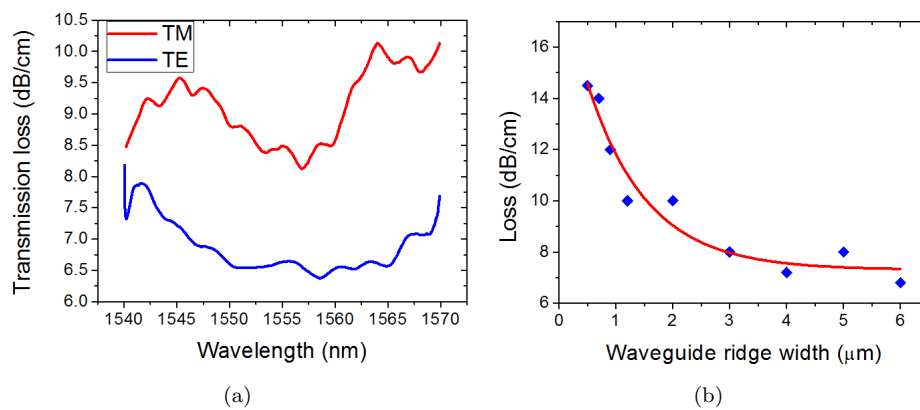 TM
TE
Transmission loss (dB/cm)
10.5
10.0
9.5
9.0
8.5
8.0
7.5
7.0
6.5
6.0
1540 1545 1550 1555 1560 1565 1570
Wavelength (nm)
(a)
Loss (dB/cm)
16
14
12
10
8
6
0 1 2 3 4 5 6
Waveguide ridge width (μm)
(b)